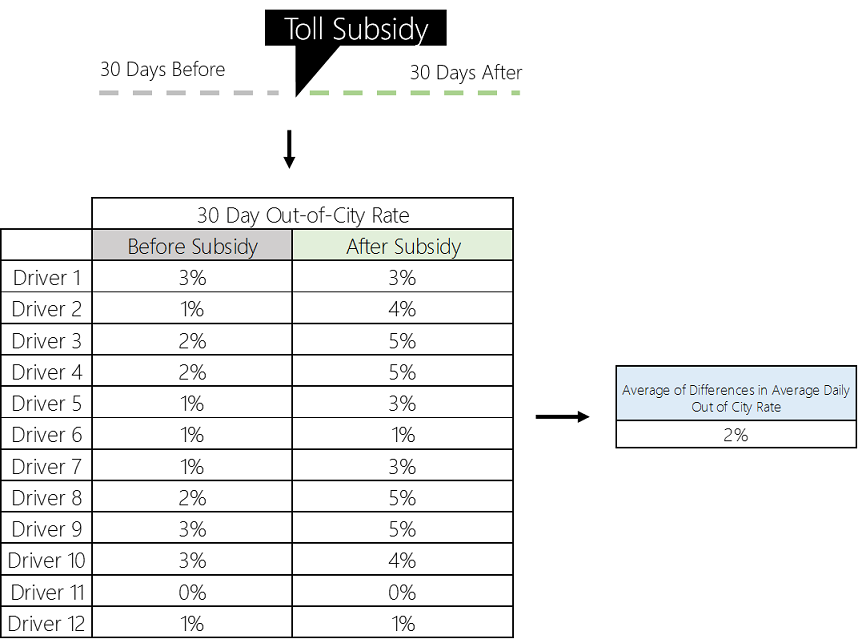 Toll Subsidy
30 Days Before
30 Days After
30 Day Out-of-City Rate
Before Subsidy After Subsidy
Driver 1 3% 3%
Driver 2 1% 4%
Driver 3 2% 5%
Driver 4 2% 5%
Driver 5 1% 3%
Driver 6 1% 1%
Driver 7 1% 3%
Driver 8 2% 5%
Driver 9 3% 5%
Driver 10 3% 4%
Driver 11 0% 0%
Driver 12 1% 1%
Average of Differences in Average Daily
Out of City Rate
2%